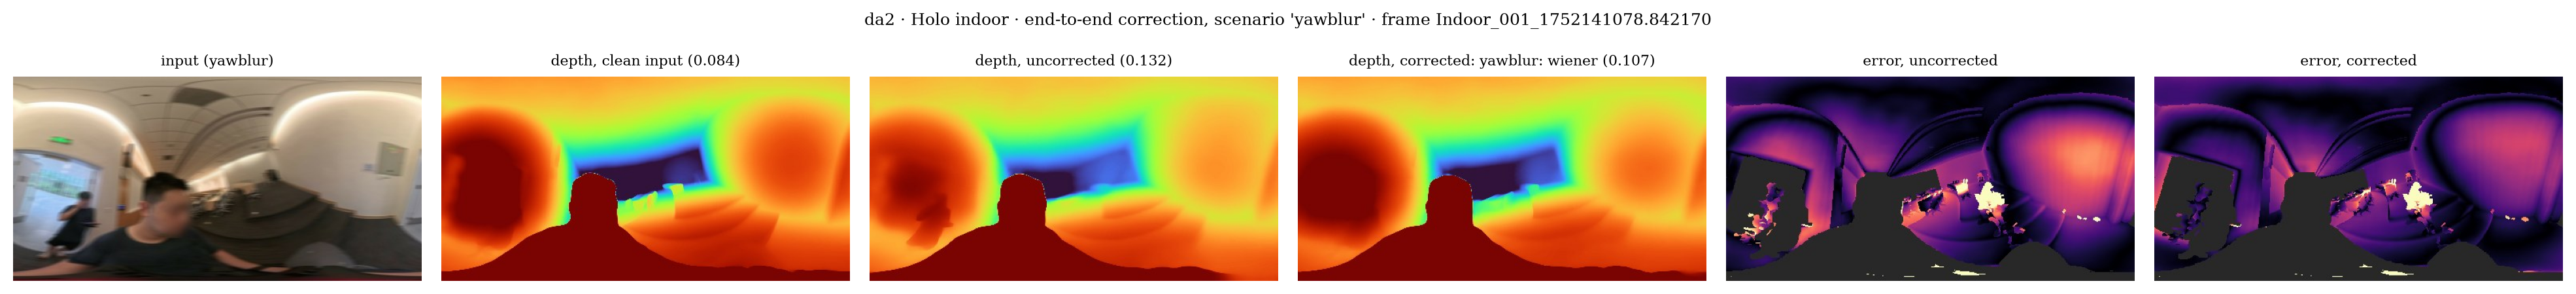 da2 · Holo indoor · end-to-end correction, scenario 'yawblur' · frame Indoor_001_1752141078.842170
input (yawblur)
depth, clean input (0.084)
depth, uncorrected (0.132)
depth, corrected: yawblur: wiener (0.107)
error, uncorrected
error, corrected